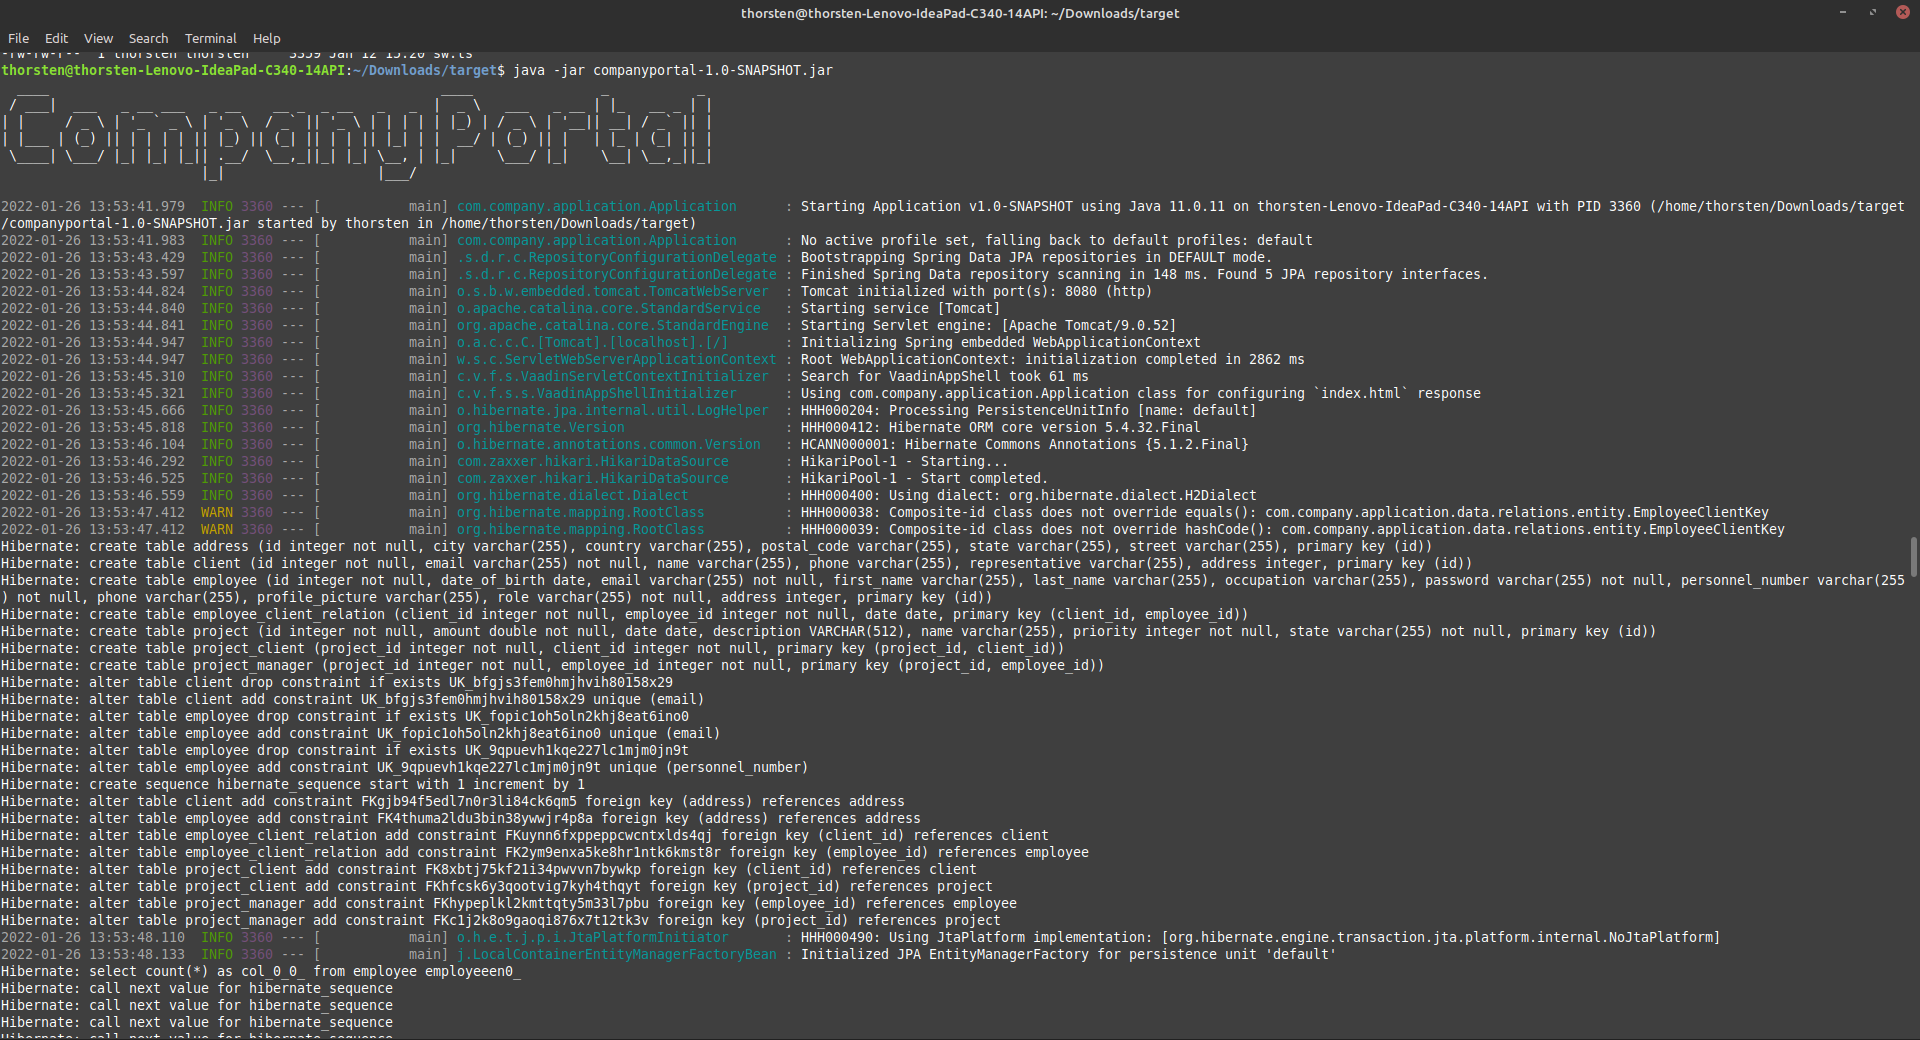 thorsten@thorsten-Lenovo-IdeaPad-C340-14API: ~/Downloads/target
File Edit View Search Terminal Help
-rw-rw-r-- 1 thorsten thorsten 3359 Jan 12 15:20 sw.ts
thorsten@thorsten-Lenovo-IdeaPad-C340-14API:~/Downloads/target$ java -jar companyportal-1.0-SNAPSHOT.jar
CompanyPortal
2022-01-26 13:53:41.979 INFO 3360 --- [ main] com.company.application.Application : Starting Application v1.0-SNAPSHOT using Java 11.0.11 on thorsten-Lenovo-IdeaPad-C340-14API with PID 3360 (/home/thorsten/Downloads/target
/companyportal-1.0-SNAPSHOT.jar started by thorsten in /home/thorsten/Downloads/target)
2022-01-26 13:53:41.983 INFO 3360 --- [ main] com.company.application.Application : No active profile set, falling back to default profiles: default
2022-01-26 13:53:43.429 INFO 3360 --- [ main] .s.d.r.c.RepositoryConfigurationDelegate : Bootstrapping Spring Data JPA repositories in DEFAULT mode.
2022-01-26 13:53:43.597 INFO 3360 --- [ main] .s.d.r.c.RepositoryConfigurationDelegate : Finished Spring Data repository scanning in 148 ms. Found 5 JPA repository interfaces.
2022-01-26 13:53:44.824 INFO 3360 --- [ main] o.s.b.w.embedded.tomcat.TomcatWebServer : Tomcat initialized with port(s): 8080 (http)
2022-01-26 13:53:44.840 INFO 3360 --- [ main] o.apache.catalina.core.StandardService : Starting service [Tomcat]
2022-01-26 13:53:44.841 INFO 3360 --- [ main] org.apache.catalina.core.StandardEngine : Starting Servlet engine: [Apache Tomcat/9.0.52]
2022-01-26 13:53:44.947 INFO 3360 --- [ main] o.a.c.c.C.[Tomcat].[localhost].[/] : Initializing Spring embedded WebApplicationContext
2022-01-26 13:53:44.947 INFO 3360 --- [ main] w.s.c.ServletWebServerApplicationContext : Root WebApplicationContext: initialization completed in 2862 ms
2022-01-26 13:53:45.310 INFO 3360 --- [ main] c.v.f.s.VaadinServletContextInitializer : Search for VaadinAppShell took 61 ms
2022-01-26 13:53:45.321 INFO 3360 --- [ main] c.v.f.s.s.VaadinAppShellInitializer : Using com.company.application.Application class for configuring `index.html` response
2022-01-26 13:53:45.666 INFO 3360 --- [ main] o.hibernate.jpa.internal.util.LogHelper : HHH000204: Processing PersistenceUnitInfo [name: default]
2022-01-26 13:53:45.818 INFO 3360 --- [ main] org.hibernate.Version : HHH000412: Hibernate ORM core version 5.4.32.Final
2022-01-26 13:53:46.104 INFO 3360 --- [ main] o.hibernate.annotations.common.Version : HCANN000001: Hibernate Commons Annotations {5.1.2.Final}
2022-01-26 13:53:46.292 INFO 3360 --- [ main] com.zaxxer.hikari.HikariDataSource : HikariPool-1 - Starting...
2022-01-26 13:53:46.525 INFO 3360 --- [ main] com.zaxxer.hikari.HikariDataSource : HikariPool-1 - Start completed.
2022-01-26 13:53:46.559 INFO 3360 --- [ main] org.hibernate.dialect.Dialect : HHH000400: Using dialect: org.hibernate.dialect.H2Dialect
2022-01-26 13:53:47.412 WARN 3360 --- [ main] org.hibernate.mapping.RootClass : HHH000038: Composite-id class does not override equals(): com.company.application.data.relations.entity.EmployeeClientKey
2022-01-26 13:53:47.412 WARN 3360 --- [ main] org.hibernate.mapping.RootClass : HHH000039: Composite-id class does not override hashCode(): com.company.application.data.relations.entity.EmployeeClientKey
Hibernate: create table address (id integer not null, city varchar(255), country varchar(255), postal_code varchar(255), state varchar(255), street varchar(255), primary key (id))
Hibernate: create table client (id integer not null, email varchar(255) not null, name varchar(255), phone varchar(255), representative varchar(255), address integer, primary key (id))
Hibernate: create table employee (id integer not null, date_of_birth date, email varchar(255) not null, first_name varchar(255), last_name varchar(255), occupation varchar(255), password varchar(255) not null, personnel_number varchar(255
) not null, phone varchar(255), profile_picture varchar(255), role varchar(255) not null, address integer, primary key (id))
Hibernate: create table employee_client_relation (client_id integer not null, employee_id integer not null, date date, primary key (client_id, employee_id))
Hibernate: create table project (id integer not null, amount double not null, date date, description VARCHAR(512), name varchar(255), priority integer not null, state varchar(255) not null, primary key (id))
Hibernate: create table project_client (project_id integer not null, client_id integer not null, primary key (project_id, client_id))
Hibernate: create table project_manager (project_id integer not null, employee_id integer not null, primary key (project_id, employee_id))
Hibernate: alter table client drop constraint if exists UK_bfgjs3fem0hmjhvih80158x29
Hibernate: alter table client add constraint UK_bfgjs3fem0hmjhvih80158x29 unique (email)
Hibernate: alter table employee drop constraint if exists UK_fopic1oh5oln2khj8eat6ino0
Hibernate: alter table employee add constraint UK_fopic1oh5oln2khj8eat6ino0 unique (email)
Hibernate: alter table employee drop constraint if exists UK_9qpuevh1kqe227lc1mjm0jn9t
Hibernate: alter table employee add constraint UK_9qpuevh1kqe227lc1mjm0jn9t unique (personnel_number)
Hibernate: create sequence hibernate_sequence start with 1 increment by 1
Hibernate: alter table client add constraint FKgjb94f5edl7n0r3li84ck6qm5 foreign key (address) references address
Hibernate: alter table employee add constraint FK4thuma2ldu3bin38ywwjr4p8a foreign key (address) references address
Hibernate: alter table employee_client_relation add constraint FKuynn6fxppeppcwcntxlds4qj foreign key (client_id) references client
Hibernate: alter table employee_client_relation add constraint FK2ym9enxa5ke8hr1ntk6kmst8r foreign key (employee_id) references employee
Hibernate: alter table project_client add constraint FK8xbtj75kf21i34pwvvn7bywkp foreign key (client_id) references client
Hibernate: alter table project_client add constraint FKhfcsk6y3qootvig7kyh4thqyt foreign key (project_id) references project
Hibernate: alter table project_manager add constraint FKhypeplkl2kmttqty5m33l7pbu foreign key (employee_id) references employee
Hibernate: alter table project_manager add constraint FKc1j2k8o9gaoqi876x7t12tk3v foreign key (project_id) references project
2022-01-26 13:53:48.110 INFO 3360 --- [ main] o.h.e.t.j.p.i.JtaPlatformInitiator : HHH000490: Using JtaPlatform implementation: [org.hibernate.engine.transaction.jta.platform.internal.NoJtaPlatform]
2022-01-26 13:53:48.133 INFO 3360 --- [ main] j.LocalContainerEntityManagerFactoryBean : Initialized JPA EntityManagerFactory for persistence unit 'default'
Hibernate: select count(*) as col_0_0_ from employee employeeen0_
Hibernate: call next value for hibernate_sequence
Hibernate: call next value for hibernate_sequence
Hibernate: call next value for hibernate_sequence
Hibernate: call next value for hibernate_sequence